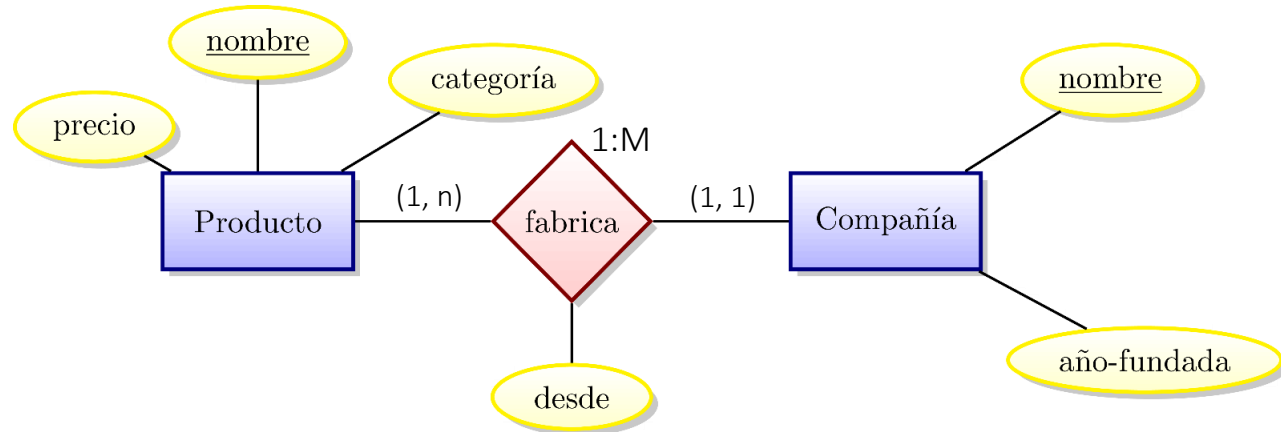 nombre
categoría
nombre
precio
1:M
(1, n)
(1, 1)
Producto
fabrica
Compañía
año-fundada
desde